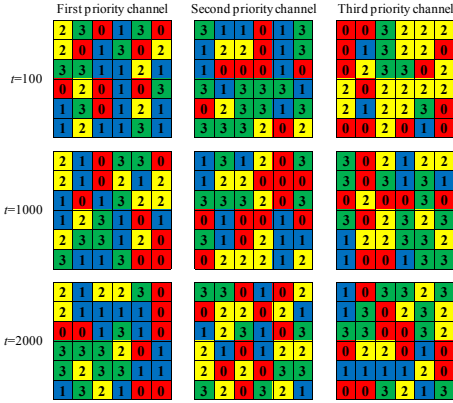 First priority channel Second priority channel Third priority channel
2 3 0 1 3 0 3 1 1 0 1 3 0 0 3 2 2 2
2 0 1 3 0 2 1 2 2 0 1 3 0 1 3 2 2 2
3 3 1 1 2 1 1 0 0 0 1 0 0 2 3 3 0 2
t=100
0 2 0 1 0 3 3 1 3 3 3 1 2 0 2 2 2 2
1 3 0 1 2 1 0 2 3 3 1 3 2 1 2 2 3 0
1 2 1 1 3 1 3 3 3 2 0 2 0 0 2 0 1 0
2 1 0 3 3 0 1 3 1 2 0 3 3 0 2 1 2 2
2 1 0 2 1 2 1 2 2 0 0 0 3 0 3 1 3 1
1 0 1 3 2 2 3 3 3 2 0 3 0 2 0 0 3 0
t=1000
1 2 3 1 0 1 0 1 0 0 1 0 3 0 2 3 2 3
2 3 3 1 2 0 3 1 0 2 1 1 1 2 2 3 3 2
3 1 1 3 0 0 0 2 2 2 1 2 1 0 0 1 3 3
2 1 2 2 3 0 3 3 0 1 0 2 1 0 3 3 2 3
2 1 1 1 1 0 0 2 2 0 2 1 1 3 0 2 3 2
0 0 1 3 1 0 1 2 3 1 0 3 3 3 0 0 3 2
t=2000
3 3 3 2 0 1 2 1 0 1 2 2 0 2 2 0 1 0
3 2 3 3 1 1 2 0 2 0 3 3 1 1 1 1 2 0
1 3 2 1 0 0 3 2 0 3 2 1 0 0 3 2 1 3